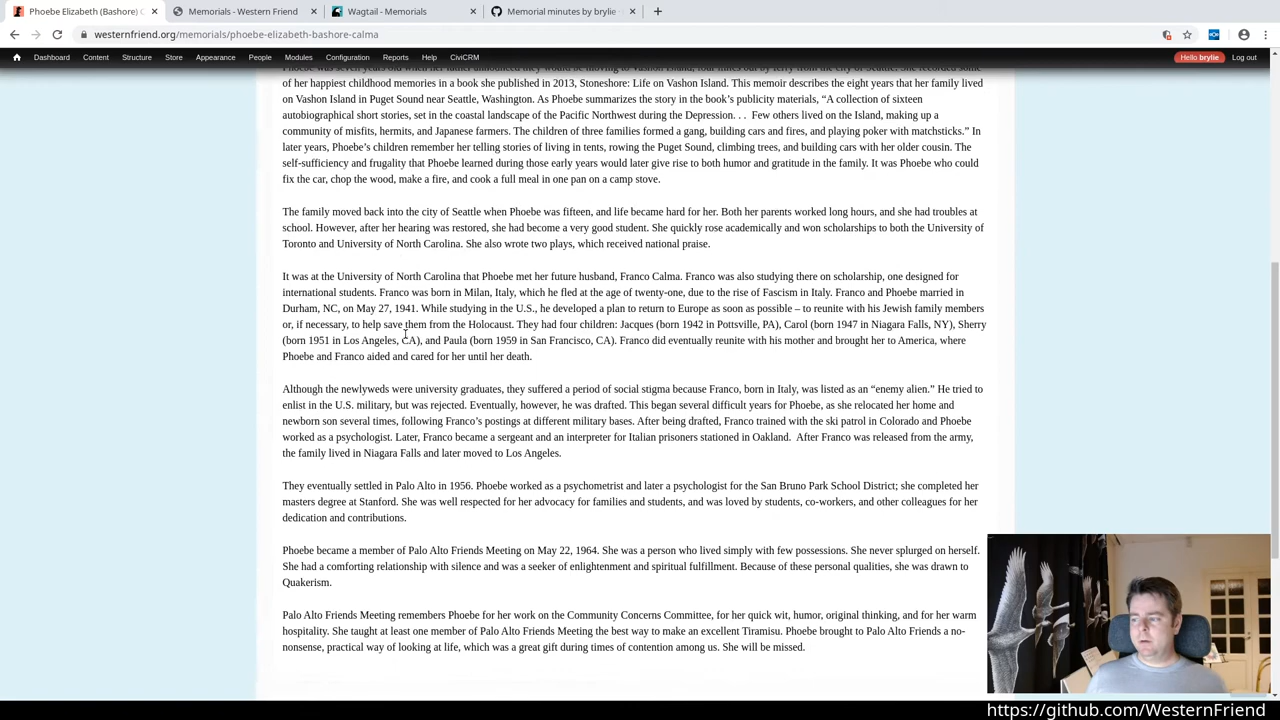 Phoebe Elizabeth (Bashore) C
Memorials - Western Friend
Wagtail - Memorials
Memorial minutes by brylie ·
westernfriend.org/memorials/phoebe-elizabeth-bashore-calma
Dashboard Content Structure Store Appearance People Modules Configuration Reports Help CiviCRM Hello brylie Log out
of her happiest childhood memories in a book she published in 2013, Stoneshore: Life on Vashon Island. This memoir describes the eight years that her family lived
on Vashon Island in Puget Sound near Seattle, Washington. As Phoebe summarizes the story in the book’s publicity materials, “A collection of sixteen
autobiographical short stories, set in the coastal landscape of the Pacific Northwest during the Depression. . .  Few others lived on the Island, making up a
community of misfits, hermits, and Japanese farmers. The children of three families formed a gang, building cars and fires, and playing poker with matchsticks.” In
later years, Phoebe’s children remember her telling stories of living in tents, rowing the Puget Sound, climbing trees, and building cars with her older cousin. The
self-sufficiency and frugality that Phoebe learned during those early years would later give rise to both humor and gratitude in the family. It was Phoebe who could
fix the car, chop the wood, make a fire, and cook a full meal in one pan on a camp stove.
The family moved back into the city of Seattle when Phoebe was fifteen, and life became hard for her. Both her parents worked long hours, and she had troubles at
school. However, after her hearing was restored, she had become a very good student. She quickly rose academically and won scholarships to both the University of
Toronto and University of North Carolina. She also wrote two plays, which received national praise.
It was at the University of North Carolina that Phoebe met her future husband, Franco Calma. Franco was also studying there on scholarship, one designed for
international students. Franco was born in Milan, Italy, which he fled at the age of twenty-one, due to the rise of Fascism in Italy. Franco and Phoebe married in
Durham, NC, on May 27, 1941. While studying in the U.S., he developed a plan to return to Europe as soon as possible – to reunite with his Jewish family members
or, if necessary, to help save them from the Holocaust. They had four children: Jacques (born 1942 in Pottsville, PA), Carol (born 1947 in Niagara Falls, NY), Sherry
(born 1951 in Los Angeles, CA), and Paula (born 1959 in San Francisco, CA). Franco did eventually reunite with his mother and brought her to America, where
Phoebe and Franco aided and cared for her until her death.
Although the newlyweds were university graduates, they suffered a period of social stigma because Franco, born in Italy, was listed as an “enemy alien.” He tried to
enlist in the U.S. military, but was rejected. Eventually, however, he was drafted. This began several difficult years for Phoebe, as she relocated her home and
newborn son several times, following Franco’s postings at different military bases. After being drafted, Franco trained with the ski patrol in Colorado and Phoebe
worked as a psychologist. Later, Franco became a sergeant and an interpreter for Italian prisoners stationed in Oakland.  After Franco was released from the army,
the family lived in Niagara Falls and later moved to Los Angeles.
They eventually settled in Palo Alto in 1956. Phoebe worked as a psychometrist and later a psychologist for the San Bruno Park School District; she completed her
masters degree at Stanford. She was well respected for her advocacy for families and students, and was loved by students, co-workers, and other colleagues for her
dedication and contributions.
Phoebe became a member of Palo Alto Friends Meeting on May 22, 1964. She was a person who lived simply with few possessions. She never splurged on herself.
She had a comforting relationship with silence and was a seeker of enlightenment and spiritual fulfillment. Because of these personal qualities, she was drawn to
Quakerism.
Palo Alto Friends Meeting remembers Phoebe for her work on the Community Concerns Committee, for her quick wit, humor, original thinking, and for her warm
hospitality. She taught at least one member of Palo Alto Friends Meeting the best way to make an excellent Tiramisu. Phoebe brought to Palo Alto Friends a no-
nonsense, practical way of looking at life, which was a great gift during times of contention among us. She will be missed.
https://github.com/WesternFriend